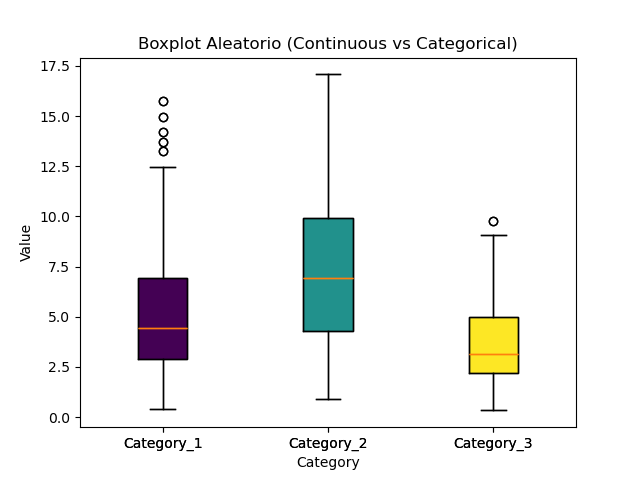 Boxplot Aleatorio (Continuous vs Categorical)
17.5
15.0
12.5
10.0
7.5
5.0
2.5
0.0
Value
Category_1
Category_2
Category_3
Category